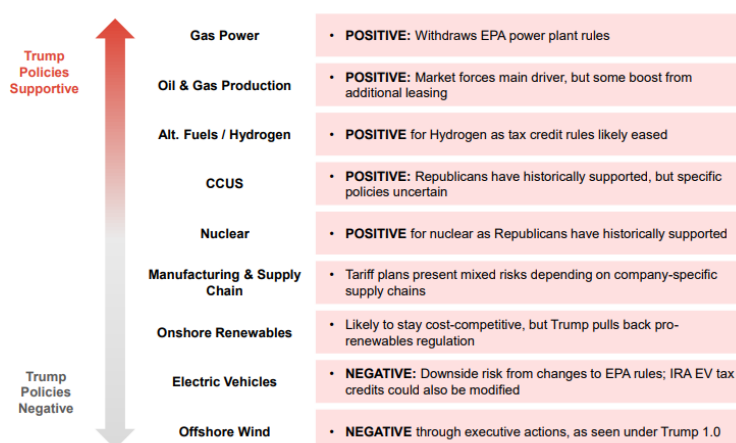 Trump
Policies
Supportive
Gas Power
• POSITIVE: Withdraws EPA power plant rules
Oil & Gas Production
• POSITIVE: Market forces main driver, but some boost from
additional leasing
Alt. Fuels / Hydrogen
• POSITIVE for Hydrogen as tax credit rules likely eased
CCUS
• POSITIVE: Republicans have historically supported, but specific
policies uncertain
Nuclear
• POSITIVE for nuclear as Republicans have historically supported
Manufacturing & Supply
Chain
• Tariff plans present mixed risks depending on company-specific
supply chains
Onshore Renewables
• Likely to stay cost-competitive, but Trump pulls back pro-
renewables regulation
Trump
Policies
Negative
Electric Vehicles
• NEGATIVE: Downside risk from changes to EPA rules; IRA EV tax
credits could also be modified
Offshore Wind
• NEGATIVE through executive actions, as seen under Trump 1.0